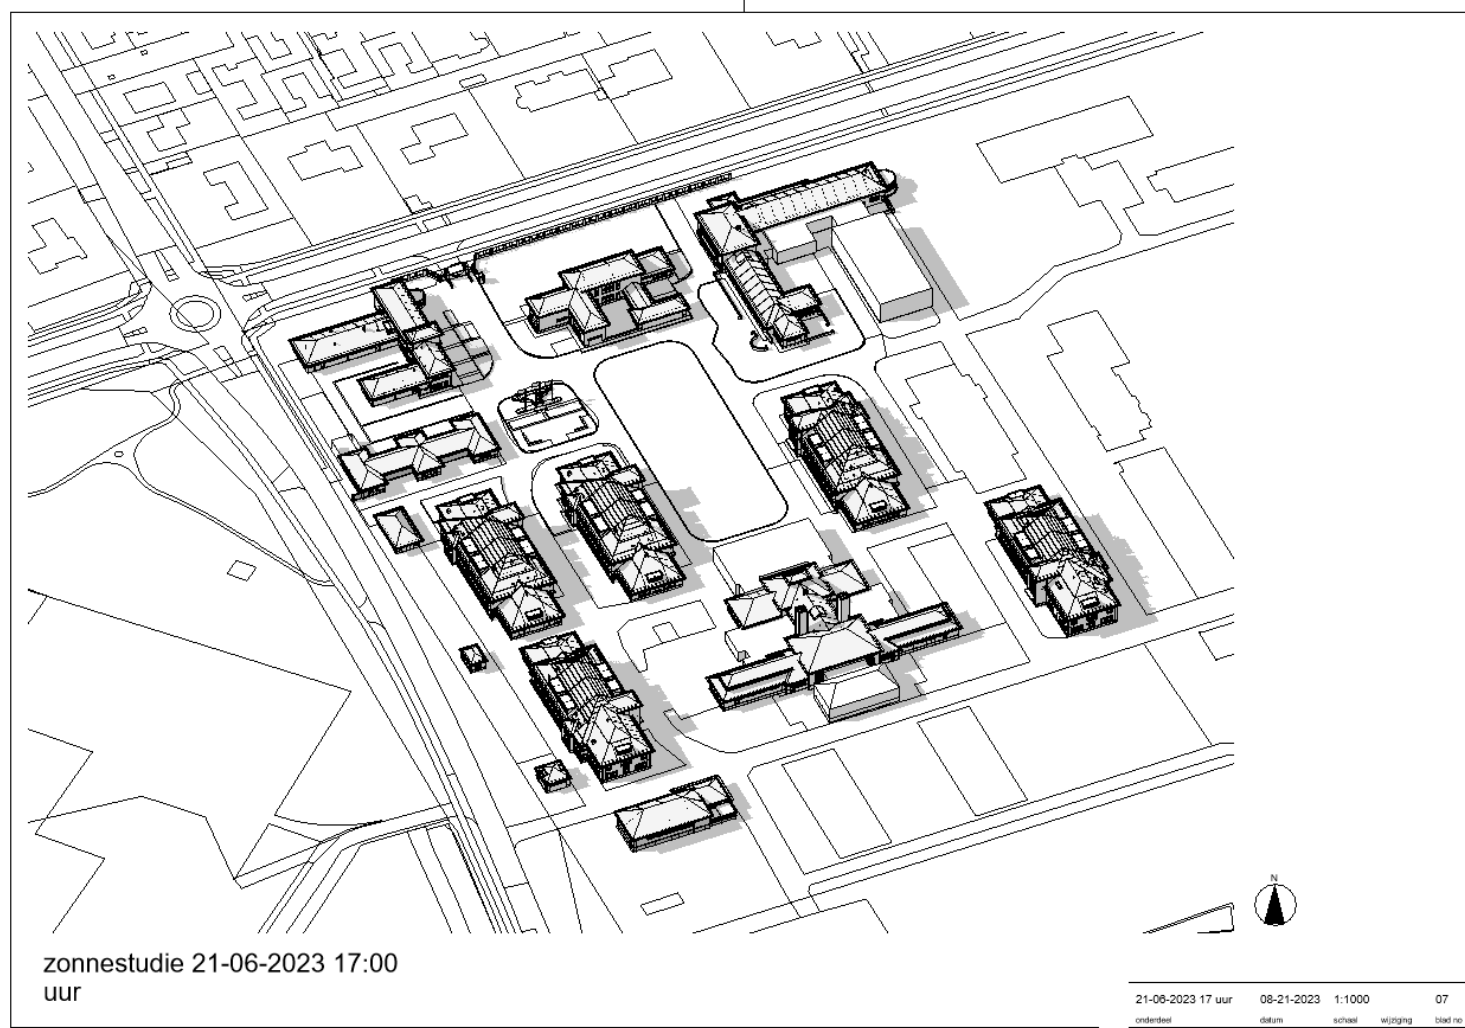 N
zonnestudie 21-06-2023 17:00
uur
21-06-2023 17 uur 08-21-2023 1:1000 07
onderdeel datum schaal wijziging blad no